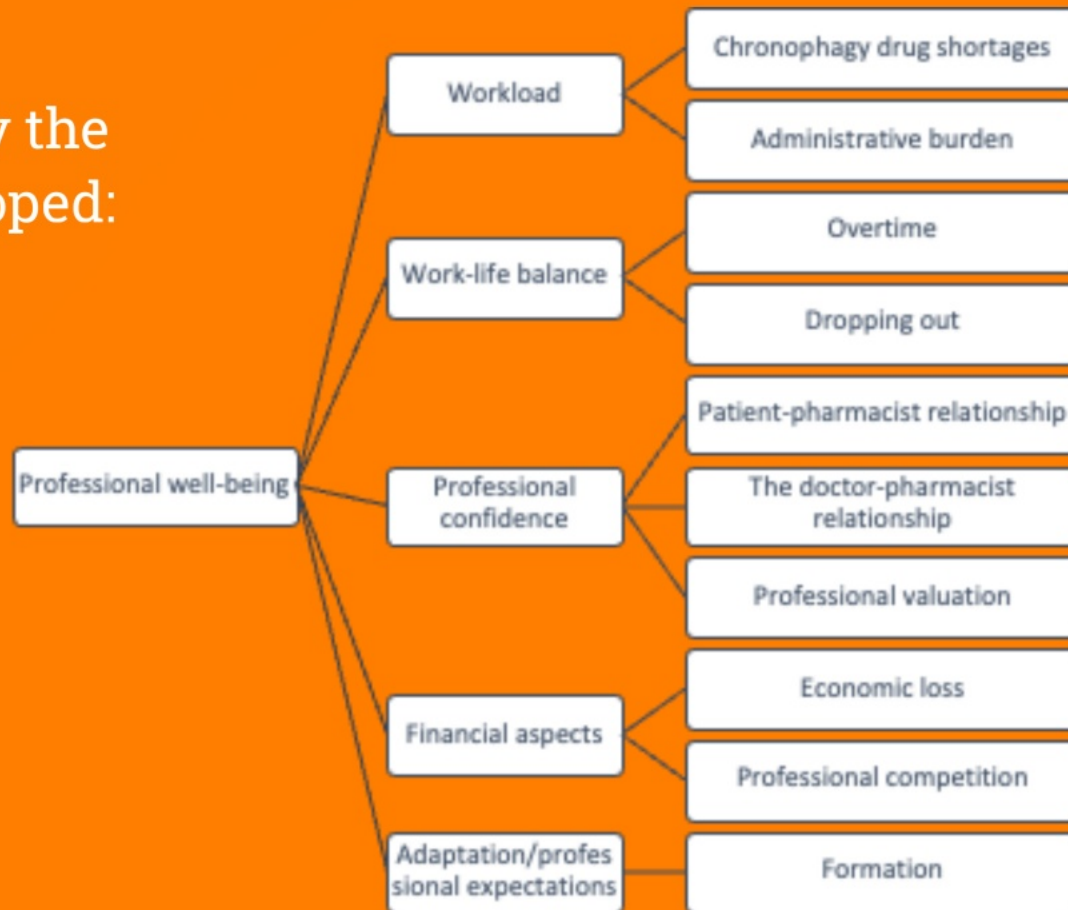 y the
oped:
Professional well-being
Workload
Chronophagy drug shortages
Administrative burden
Work-life balance
Overtime
Dropping out
Professional
confidence
Patient-pharmacist relationship
The doctor-pharmacist
relationship
Professional valuation
Financial aspects
Economic loss
Professional competition
Adaptation/profes
sional expectations
Formation